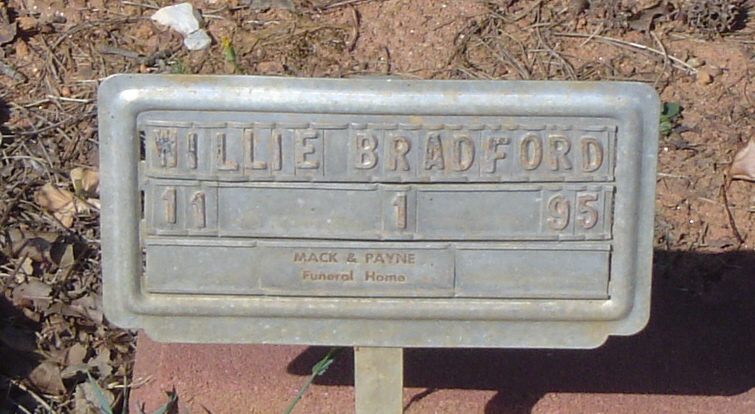 WILLIE BRADFORD
11 1 95
MACK & PAYNE
Funeral Home